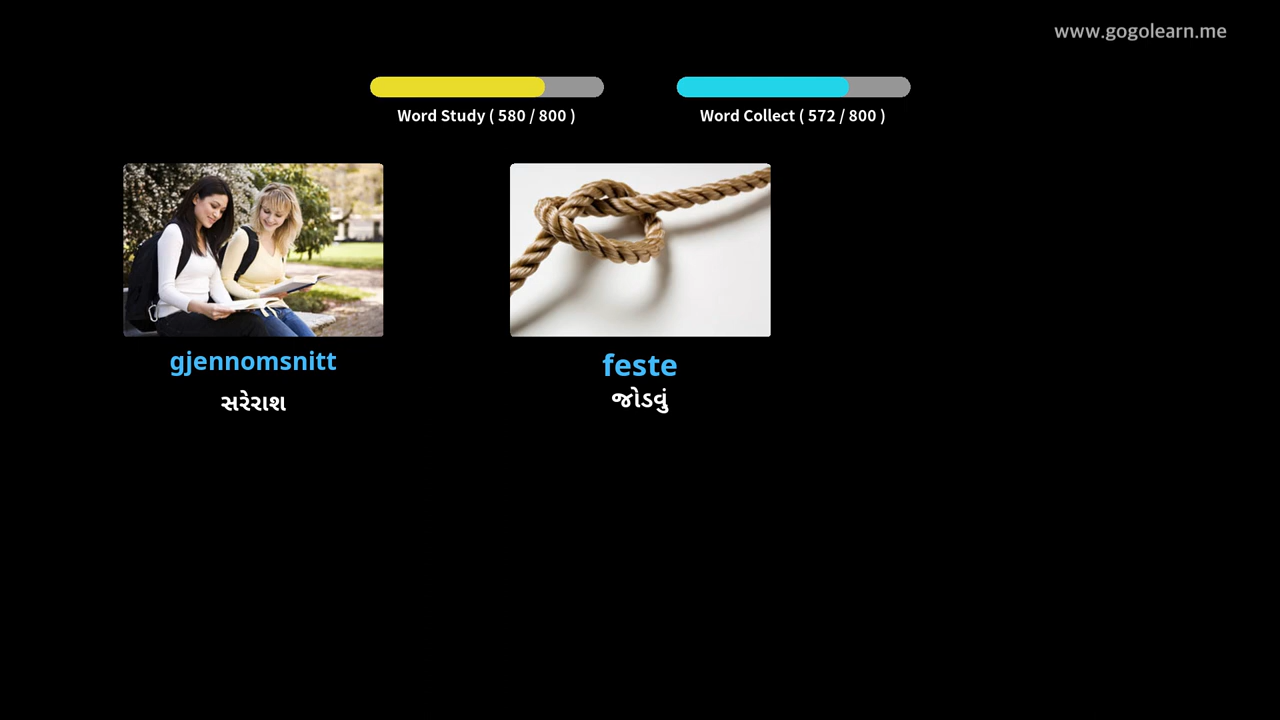 www.gogolearn.me
Word Study ( 580 / 800 )
Word Collect ( 572 / 800 )
gjennomsnitt
સરેરાશ
feste
જોડવું